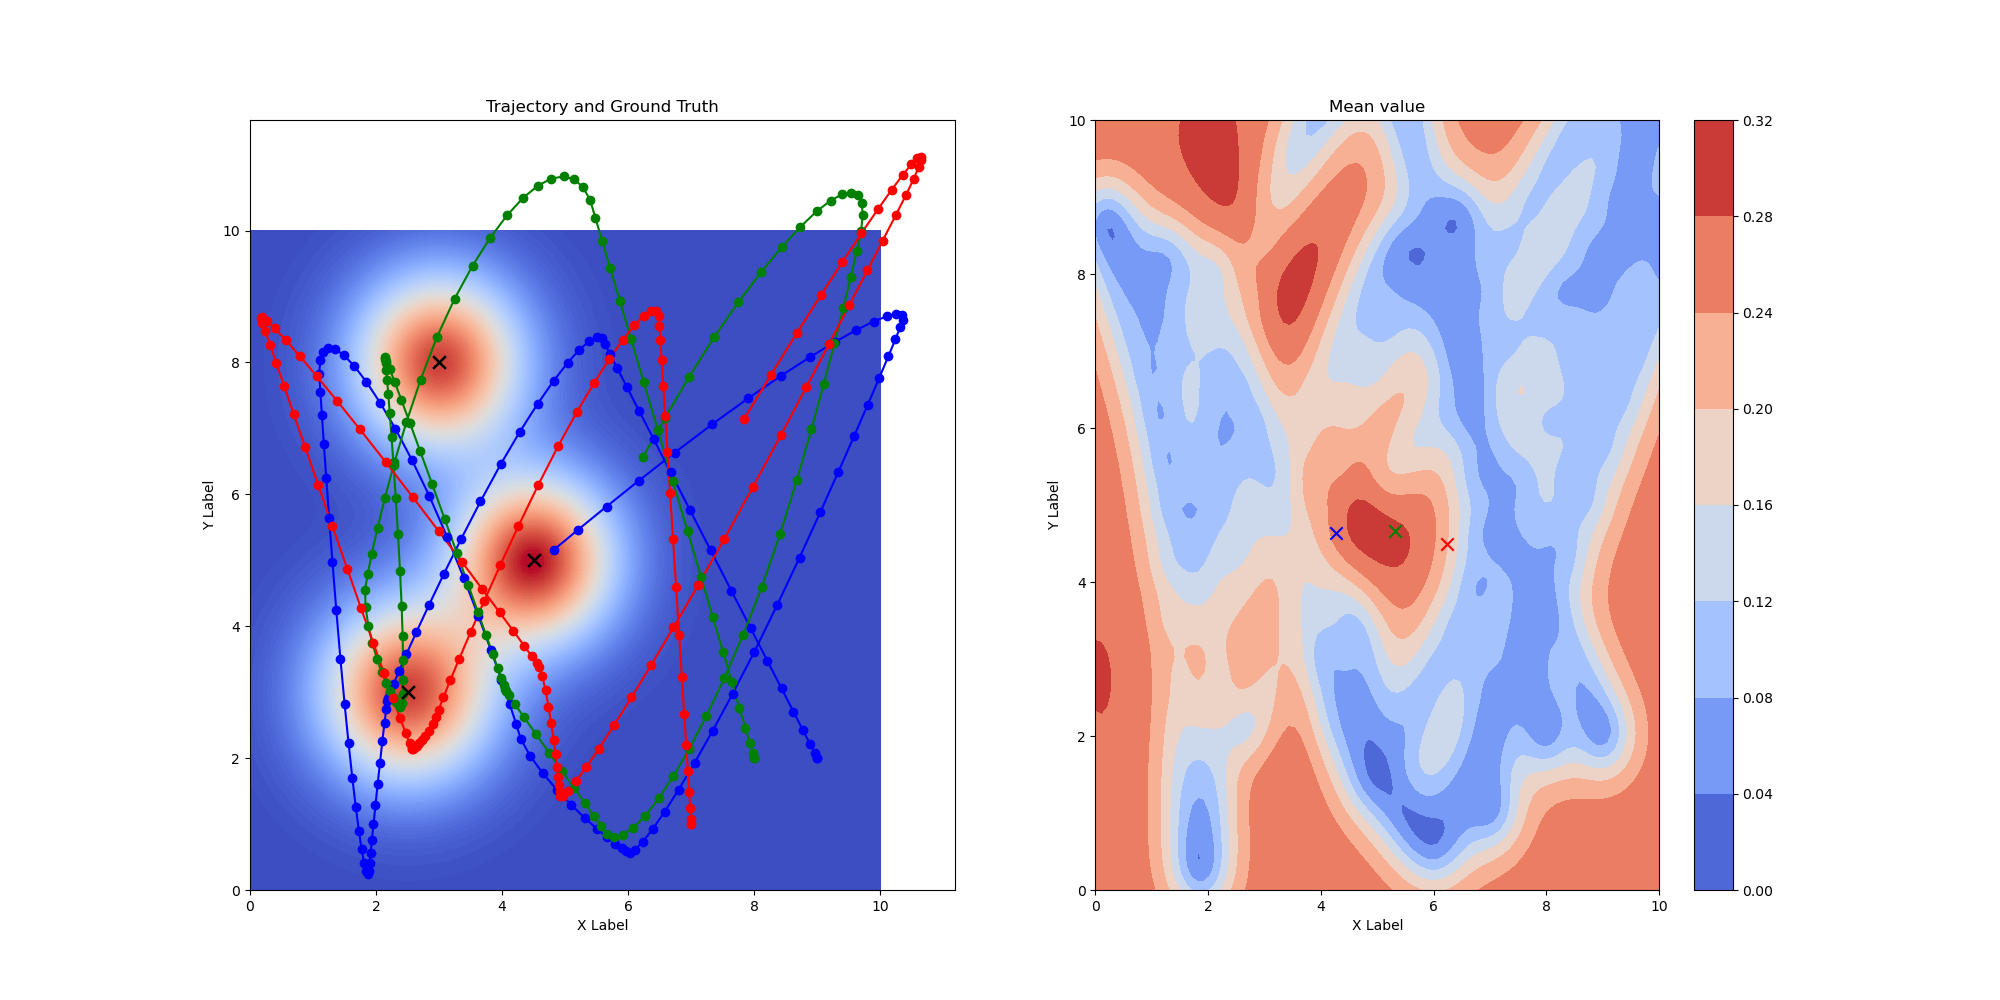 Trajectory and Ground Truth
Y Label
10
8
6
4
2
0
0 2 4 6 8 10
X Label
Mean value
Y Label
10
8
6
4
2
0
0 2 4 6 8 10
X Label
0.32
0.28
0.24
0.20
0.16
0.12
0.08
0.04
0.00